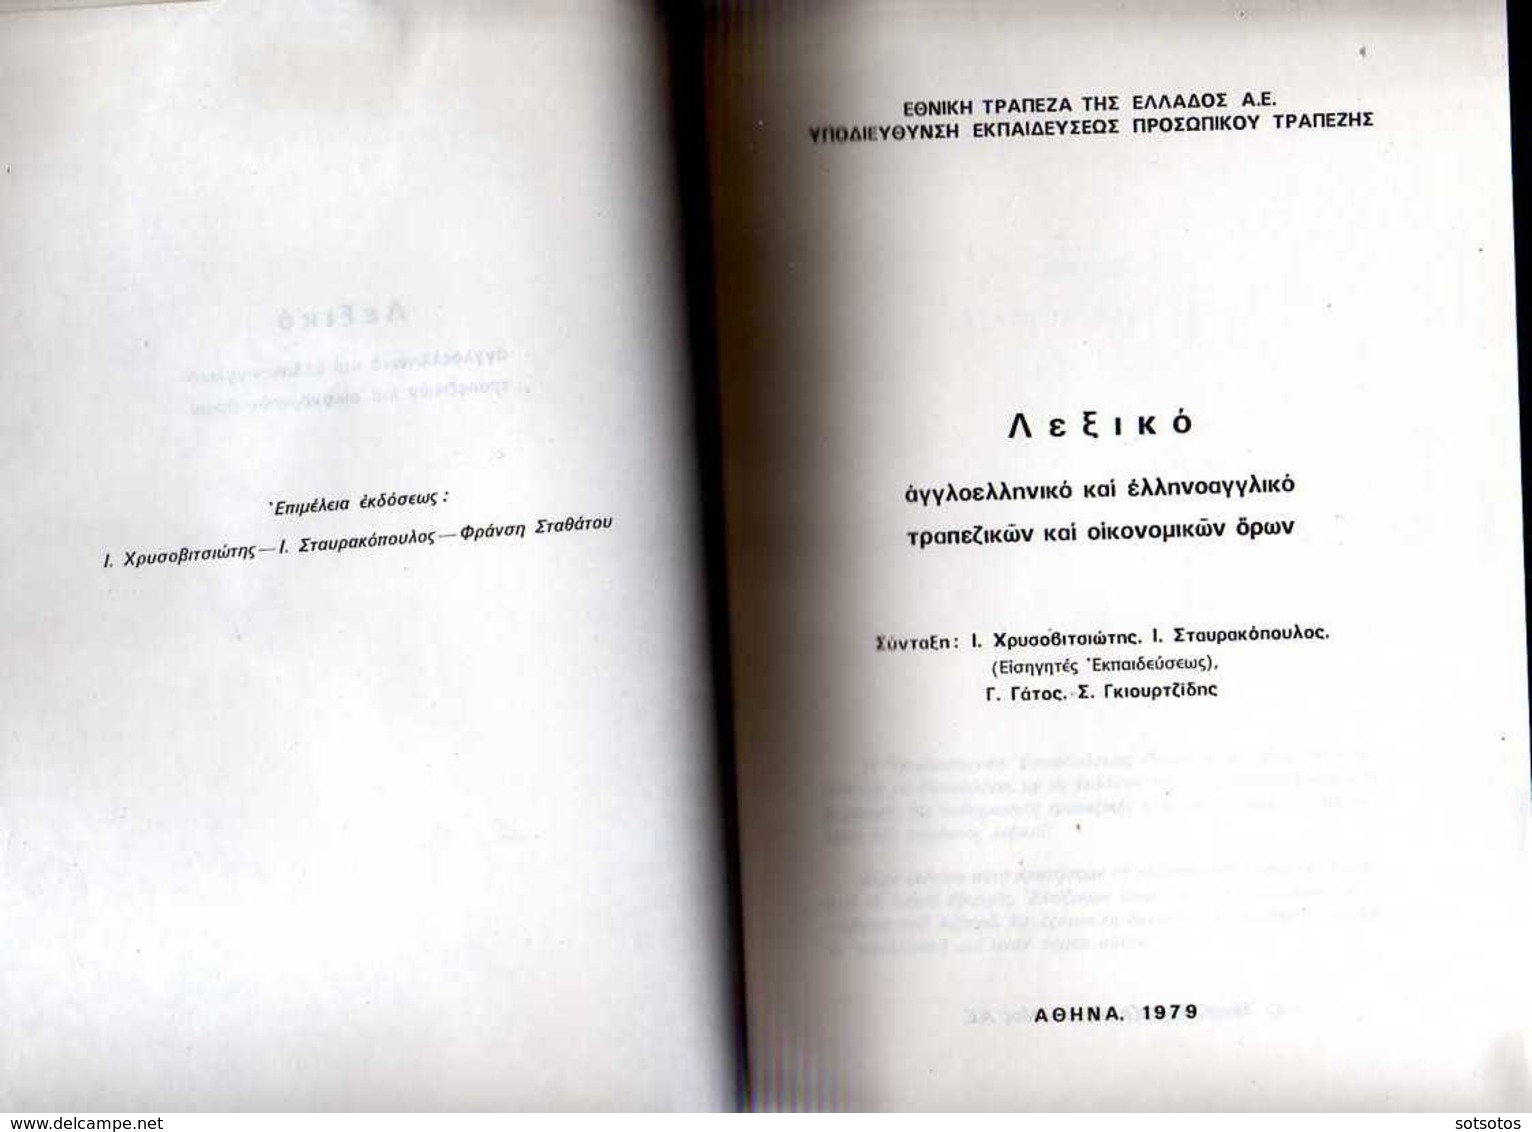 Ἐπιμέλεια ἐκδόσεως :
Ι. Χρυσοβιτσιώτης — Ι. Σταυρακόπουλος — Φράνση Σταθάτου
ΕΘΝΙΚΗ ΤΡΑΠΕΖΑ ΤΗΣ ΕΛΛΑΔΟΣ Α.Ε.
ΥΠΟΔΙΕΥΘΥΝΣΗ ΕΚΠΑΙΔΕΥΣΕΩΣ ΠΡΟΣΩΠΙΚΟΥ ΤΡΑΠΕΖΗΣ
Λεξικό
ἀγγλοελληνικό καί ἑλληνοαγγλικό
τραπεζικῶν καί οἰκονομικῶν ὅρων
Σύνταξη : Ι. Χρυσοβιτσιώτης, Ι. Σταυρακόπουλος,
(Εἰσηγητές Ἐκπαιδεύσεως),
Γ. Γάτος, Σ. Γκιουρτζίδης
ΑΘΗΝΑ, 1979
www.delcampe.net
sotsotos